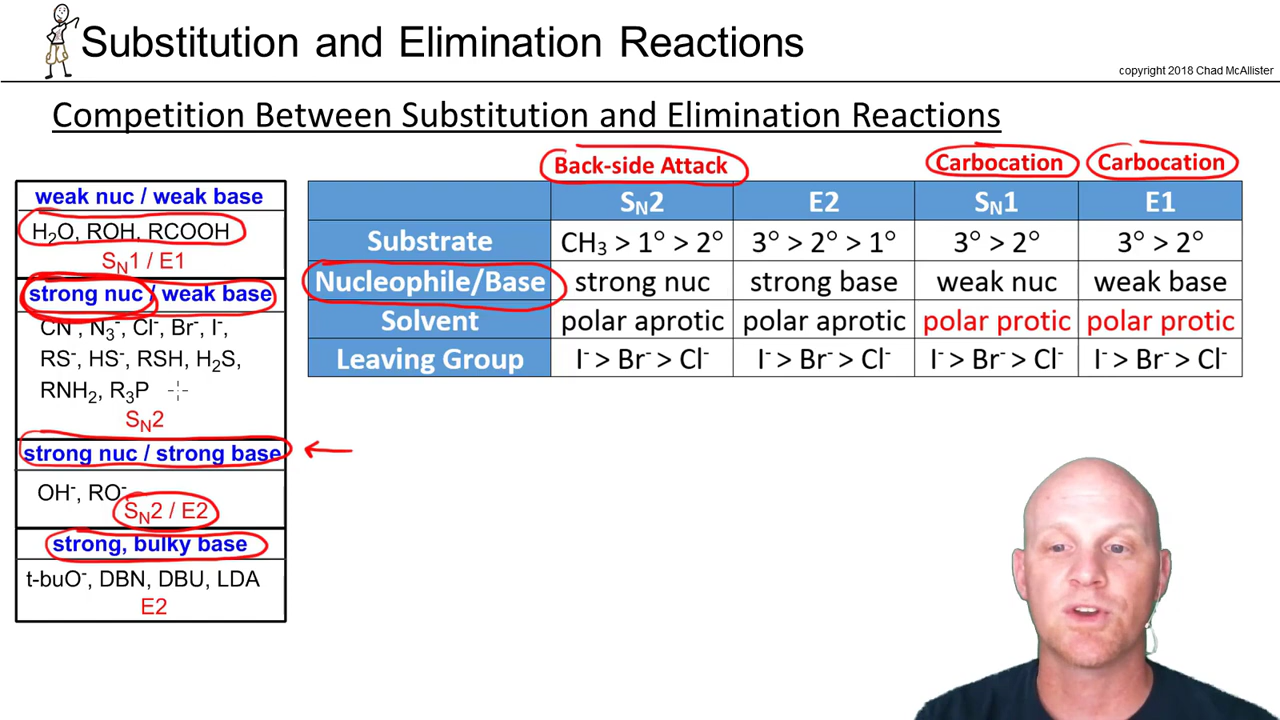 Substitution and Elimination Reactions
copyright 2018 Chad McAllister
Competition Between Substitution and Elimination Reactions
weak nuc / weak base
H₂O, ROH, RCOOH
SN1 / E1
strong nuc / weak base
CN⁻, N₃⁻, Cl⁻, Br⁻, I⁻,
RS⁻, HS⁻, RSH, H₂S,
RNH₂, R₃P
SN2
strong nuc / strong base
OH⁻, RO⁻
SN2 / E2
strong, bulky base
t-buO⁻, DBN, DBU, LDA
E2
Back-side Attack Carbocation Carbocation
SN2 E2 SN1 E1
Substrate CH₃ > 1° > 2° 3° > 2° > 1° 3° > 2° 3° > 2°
Nucleophile/Base strong nuc strong base weak nuc weak base
Solvent polar aprotic polar aprotic polar protic polar protic
Leaving Group I⁻ > Br⁻ > Cl⁻ I⁻ > Br⁻ > Cl⁻ I⁻ > Br⁻ > Cl⁻ I⁻ > Br⁻ > Cl⁻